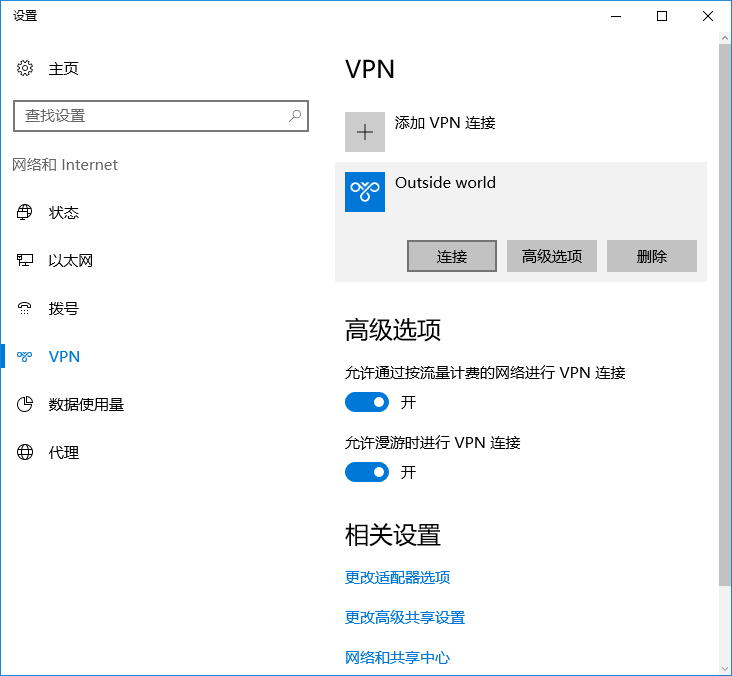 设置
主页
查找设置
网络和 Internet
状态
以太网
拨号
VPN
数据使用量
代理
VPN
添加 VPN 连接
Outside world
连接 高级选项 删除
高级选项
允许通过按流量计费的网络进行 VPN 连接
开
允许漫游时进行 VPN 连接
开
相关设置
更改适配器选项
更改高级共享设置
网络和共享中心